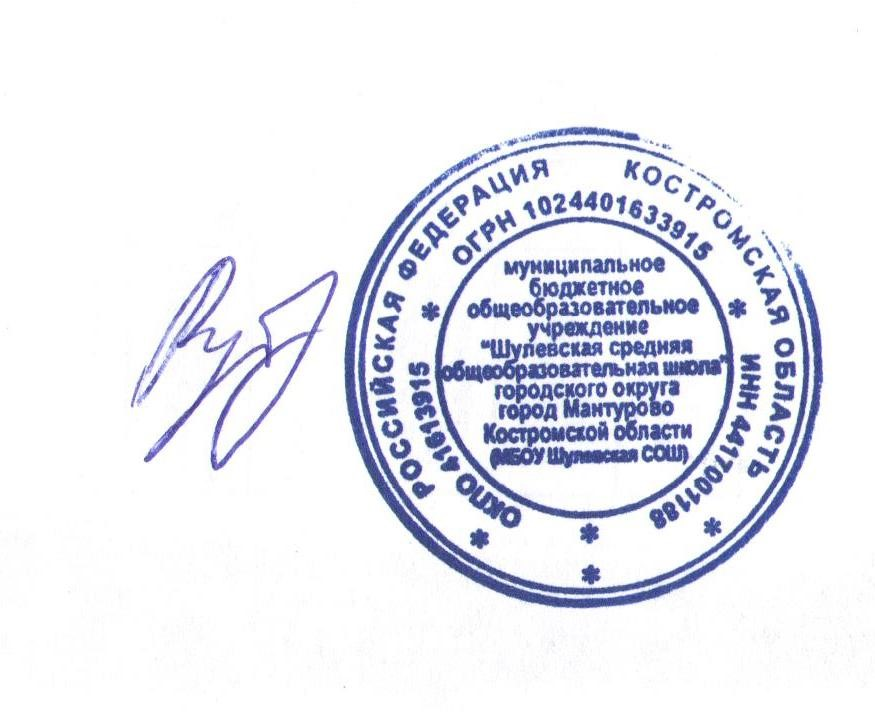 РОССИЙСКАЯ ФЕДЕРАЦИЯ КОСТРОМСКАЯ ОБЛАСТЬ
ОГРН 1024401633915
ИНН 4417001188
ОКПО 41613915
муниципальное
бюджетное
общеобразовательное
учреждение
"Шулевская средняя
общеобразовательная школа"
городского округа
город Мантурово
Костромской области
(МБОУ Шулевская СОШ)